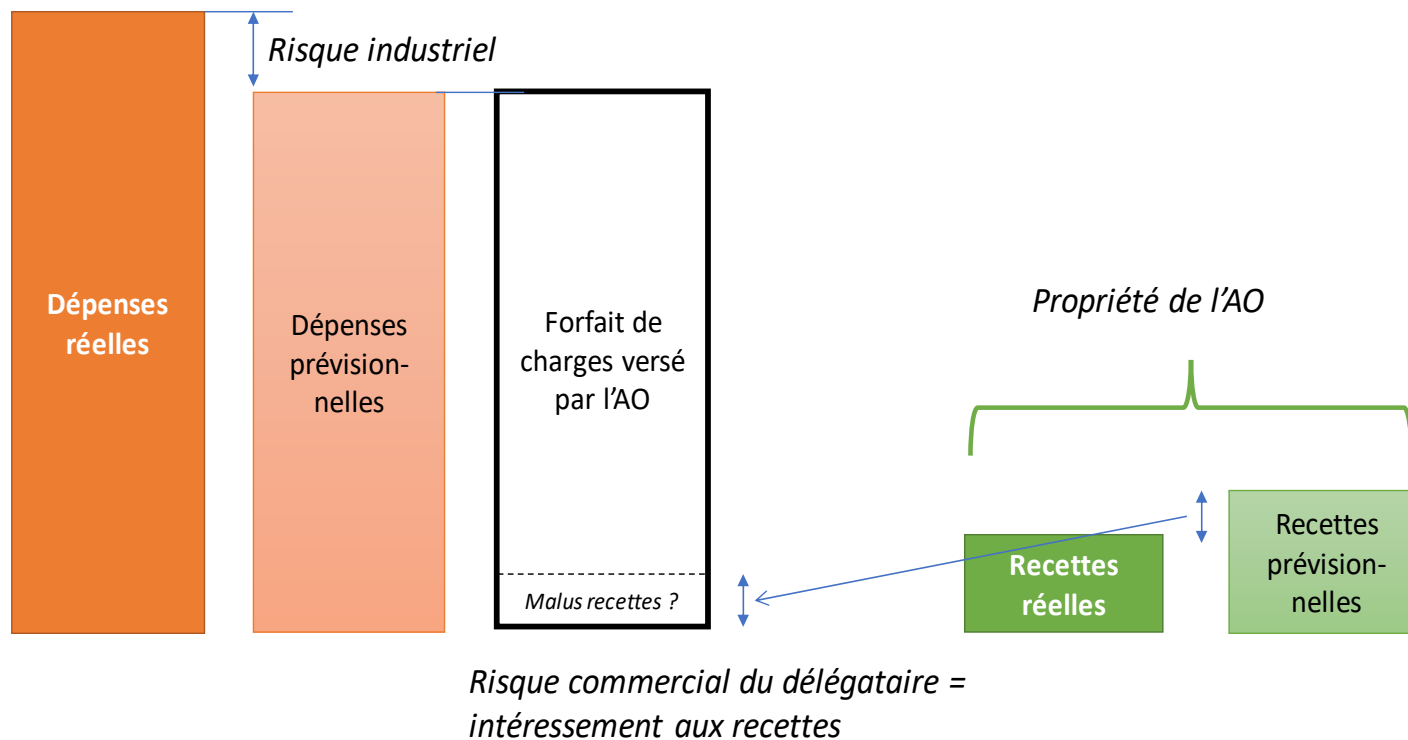 Risque industriel
Dépenses
réelles
Dépenses
prévision-
nelles
Forfait de
charges versé
par l’AO
Propriété de l’AO
Malus recettes ?
Recettes
réelles
Recettes
prévision-
nelles
Risque commercial du délégataire =
intéressement aux recettes